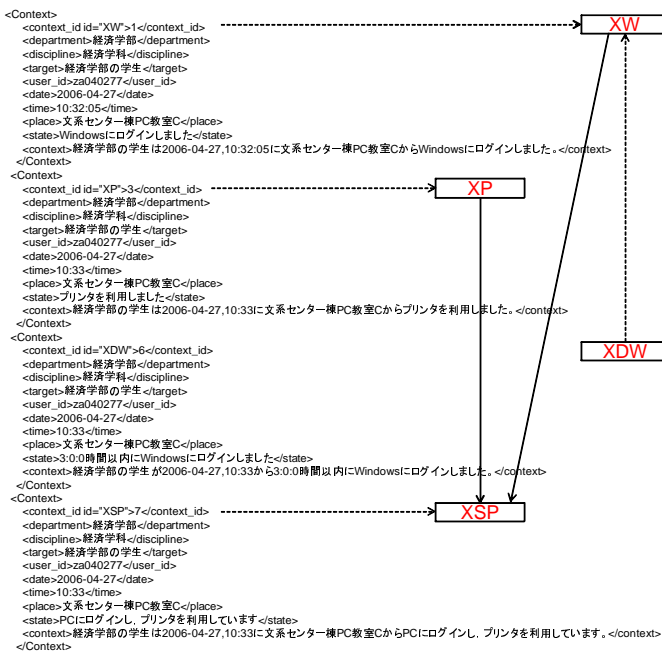 <Context>
<context_id id="XW">1</context_id>
XW
<department>経済学部</department>
<discipline>経済学科</discipline>
<target>経済学部の学生</target>
<user_id>za040277</user_id>
<date>2006-04-27</date>
<time>10:32:05</time>
<place>文系センター棟PC教室C</place>
<state>Windowsにログインしました</state>
<context>経済学部の学生は2006-04-27,10:32:05に文系センター棟PC教室CからWindowsにログインしました。</context>
</Context>
<Context>
<context_id id="XP">3</context_id>
XP
<department>経済学部</department>
<discipline>経済学科</discipline>
<target>経済学部の学生</target>
<user_id>za040277</user_id>
<date>2006-04-27</date>
<time>10:33</time>
<place>文系センター棟PC教室C</place>
<state>プリンタを利用しました</state>
<context>経済学部の学生は2006-04-27,10:33に文系センター棟PC教室Cからプリンタを利用しました。</context>
</Context>
<Context>
<context_id id="XDW">6</context_id>
XDW
<department>経済学部</department>
<discipline>経済学科</discipline>
<target>経済学部の学生</target>
<user_id>za040277</user_id>
<date>2006-04-27</date>
<time>10:33</time>
<place>文系センター棟PC教室C</place>
<state>3:0:0時間以内にWindowsにログインしました</state>
<context>経済学部の学生が2006-04-27,10:33から3:0:0時間以内にWindowsにログインしました。</context>
</Context>
<Context>
<context_id id="XSP">7</context_id>
XSP
<department>経済学部</department>
<discipline>経済学科</discipline>
<target>経済学部の学生</target>
<user_id>za040277</user_id>
<date>2006-04-27</date>
<time>10:33</time>
<place>文系センター棟PC教室C</place>
<state>PCにログインし，プリンタを利用しています</state>
<context>経済学部の学生は2006-04-27,10:33に文系センター棟PC教室CからPCにログインし，プリンタを利用しています。</context>
</Context>